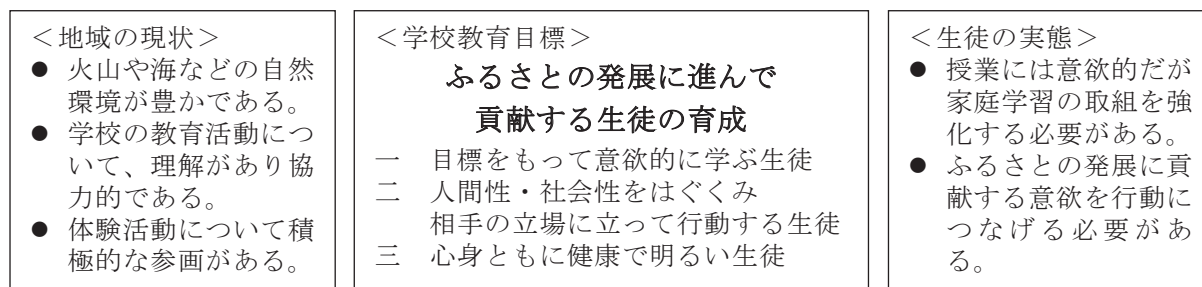 ＜地域の現状＞
● 火山や海などの自然
環境が豊かである。
● 学校の教育活動につ
いて、理解があり協
力的である。
● 体験活動について積
極的な参画がある。
＜学校教育目標＞
ふるさとの発展に進んで
貢献する生徒の育成
一 目標をもって意欲的に学ぶ生徒
二 人間性・社会性をはぐくみ
相手の立場に立って行動する生徒
三 心身ともに健康で明るい生徒
＜生徒の実態＞
● 授業には意欲的だが
家庭学習の取組を強
化する必要がある。
● ふるさとの発展に貢
献する意欲を行動に
つなげる必要があ
る。